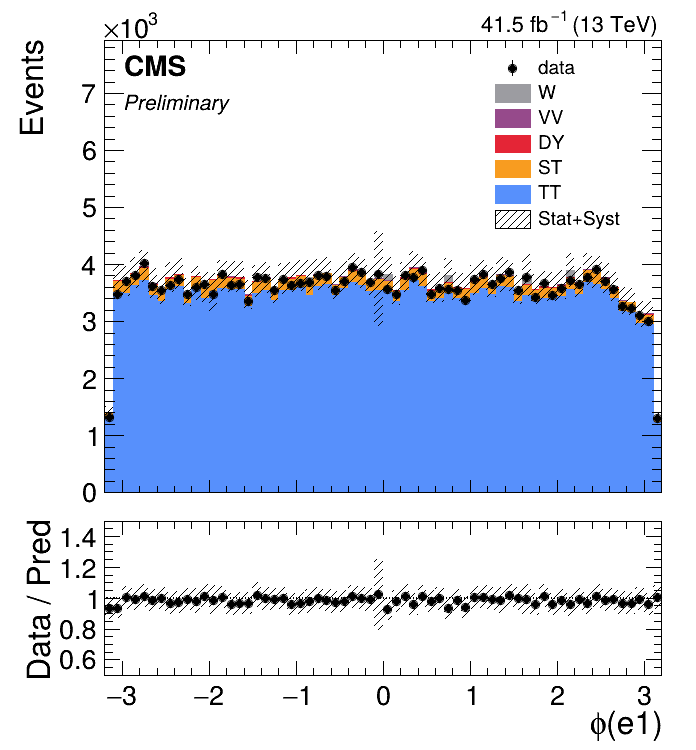 ×10³
41.5 fb⁻¹ (13 TeV)
CMS
Preliminary
Events
data
W
VV
DY
ST
TT
Stat+Syst
7
6
5
4
3
2
1
0
Data / Pred
1.4
1.2
1
0.8
0.6
−3 −2 −1 0 1 2 3
ϕ(e1)